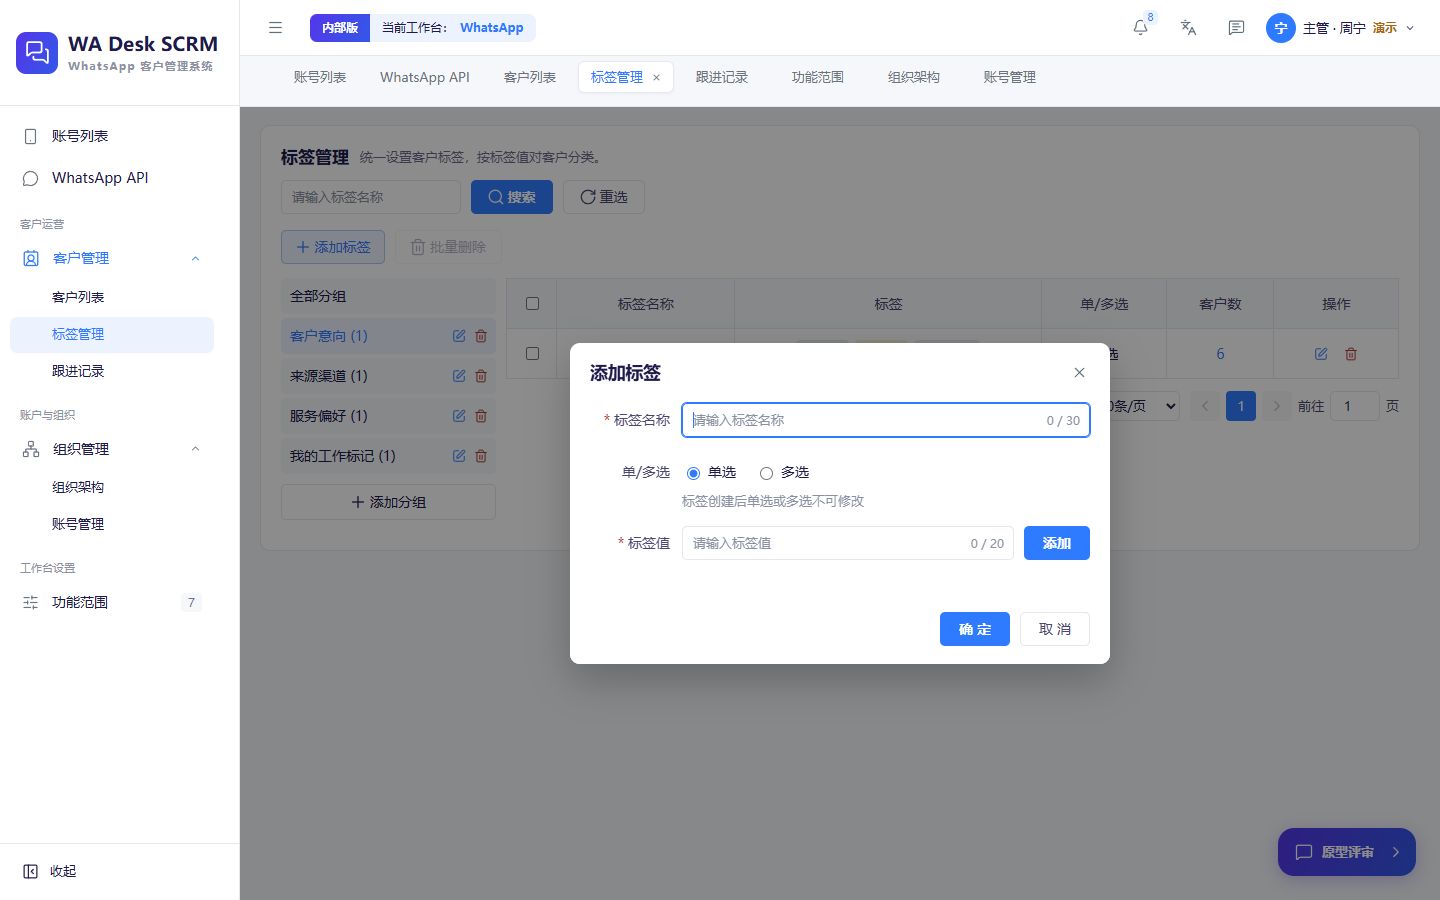 WA Desk SCRM
WhatsApp 客户管理系统
内部版 当前工作台： WhatsApp
8
宁 主管 · 周宁 演示
账号列表 WhatsApp API 客户列表 标签管理 × 跟进记录 功能范围 组织架构 账号管理
账号列表
WhatsApp API
客户运营
客户管理
客户列表
标签管理
跟进记录
账户与组织
组织管理
组织架构
账号管理
工作台设置
功能范围 7
收起
标签管理 统一设置客户标签，按标签值对客户分类。
请输入标签名称 搜索 重选
添加标签 批量删除
全部分组
客户意向 (1)
来源渠道 (1)
服务偏好 (1)
我的工作标记 (1)
添加分组
标签名称 标签 单/多选 客户数 操作
选 6
0条/页 1 前往 1 页
添加标签
* 标签名称 请输入标签名称 0 / 30
单/多选 单选 多选
标签创建后单选或多选不可修改
* 标签值 请输入标签值 0 / 20 添加
确 定 取 消
原型评审